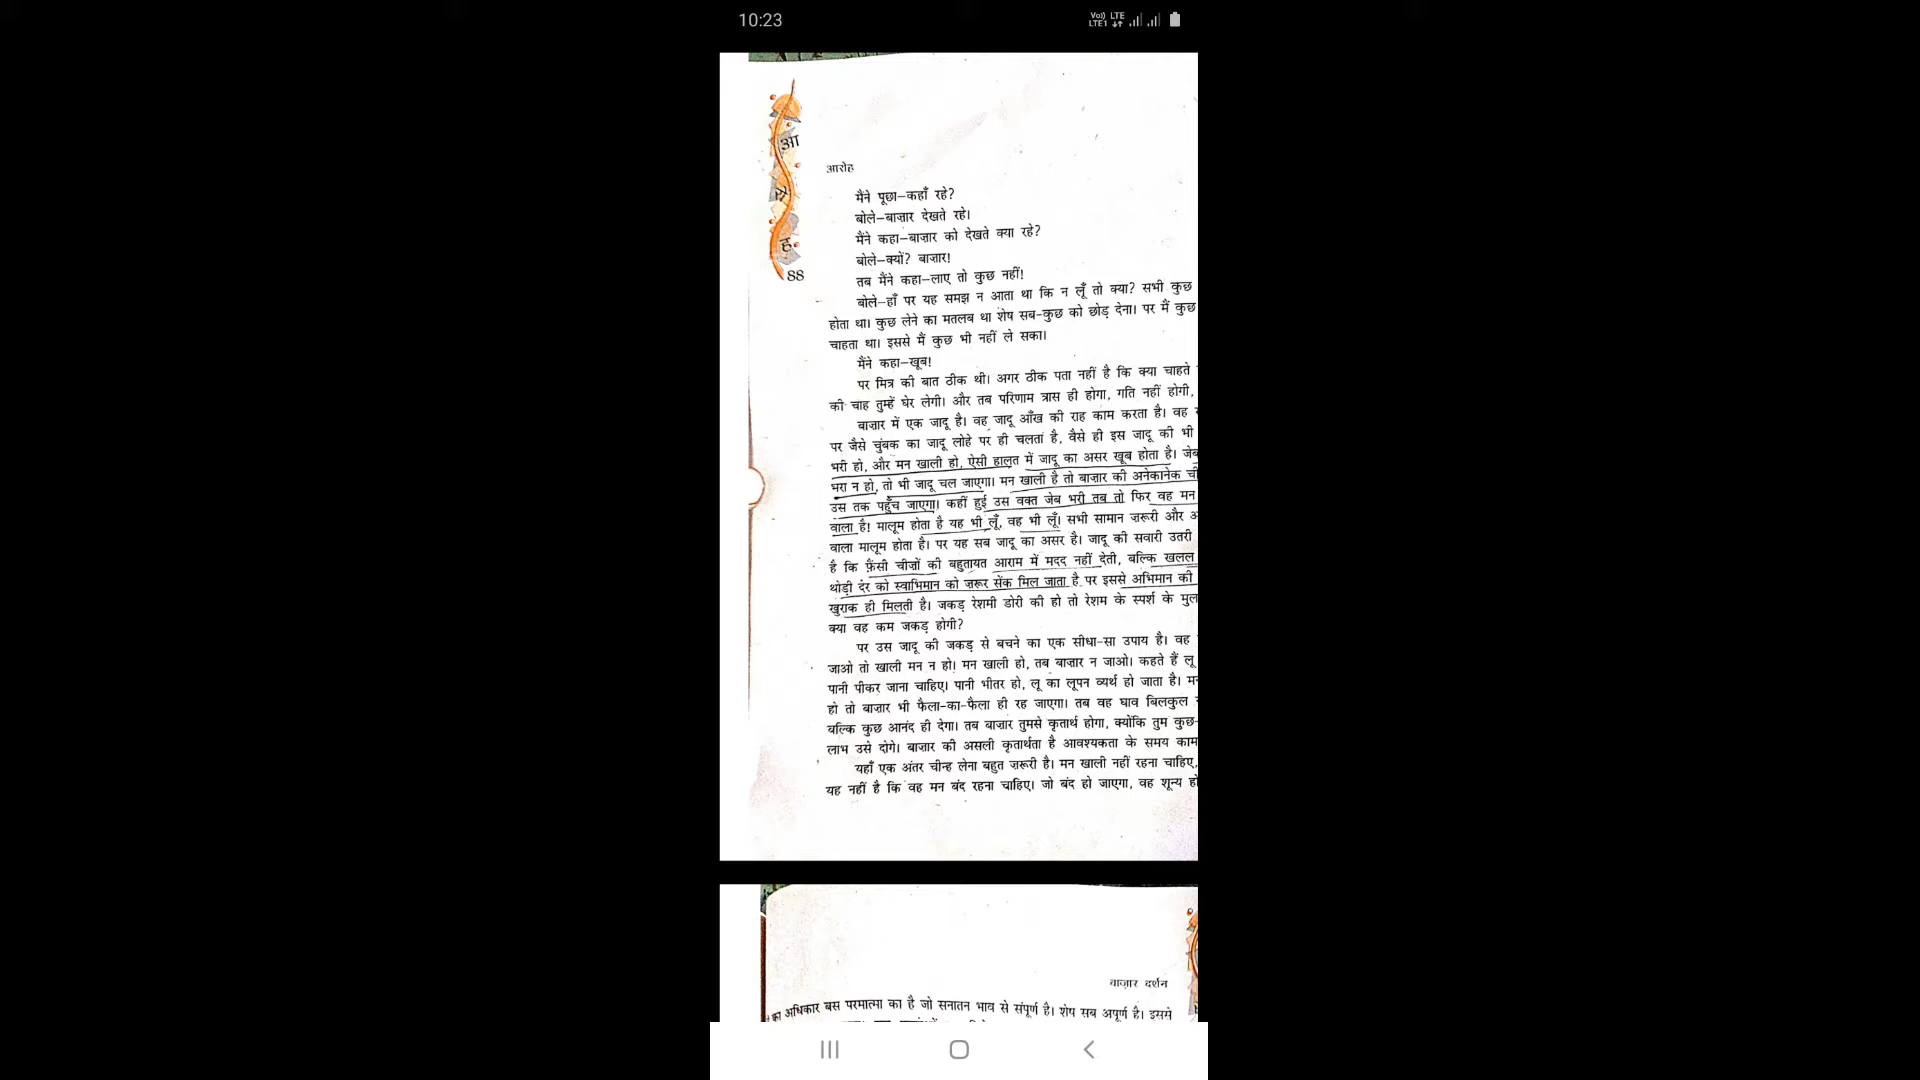 10:23
Vo)) LTE
LTE1
आ
रो
ह
88
आरोह
मैंने पूछा—कहाँ रहे?
बोले—बाज़ार देखते रहे।
मैंने कहा—बाज़ार को देखते क्या रहे?
बोले—क्यों? बाज़ार!
तब मैंने कहा—लाए तो कुछ नहीं!
बोले—हाँ पर यह समझ न आता था कि न लूँ तो क्या? सभी कुछ
होता था। कुछ लेने का मतलब था शेष सब-कुछ को छोड़ देना। पर मैं कुछ
चाहता था। इससे मैं कुछ भी नहीं ले सका।
मैंने कहा—खूब!
पर मित्र की बात ठीक थी। अगर ठीक पता नहीं है कि क्या चाहते
की चाह तुम्हें घेर लेगी। और तब परिणाम त्रास ही होगा, गति नहीं होगी,
बाज़ार में एक जादू है। वह जादू आँख की राह काम करता है। वह
पर जैसे चुंबक का जादू लोहे पर ही चलता है, वैसे ही इस जादू की भी
भरी हो, और मन खाली हो, ऐसी हालत में जादू का असर खूब होता है। जेब
भरा न हो, तो भी जादू चल जाएगा। मन खाली है तो बाज़ार की अनेकानेक ची
उस तक पहुँच जाएगा। कहीं हुई उस वक्त जेब भरी तब तो फिर वह मन
वाला है! मालूम होता है यह भी लूँ, वह भी लूँ। सभी सामान ज़रूरी और
वाला मालूम होता है। पर यह सब जादू का असर है। जादू की सवारी उतरी
है कि फ़ैंसी चीज़ों की बहुतायत आराम में मदद नहीं देती, बल्कि खलल
थोड़ी देर को स्वाभिमान को ज़रूर सेंक मिल जाता है पर इससे अभिमान की
खुराक ही मिलती है। जकड़ रेशमी डोरी की हो तो रेशम के स्पर्श के मुल
क्या वह कम जकड़ होगी?
पर उस जादू की जकड़ से बचने का एक सीधा-सा उपाय है। वह
जाओ तो खाली मन न हो। मन खाली हो, तब बाज़ार न जाओ। कहते हैं लू
पानी पीकर जाना चाहिए। पानी भीतर हो, लू का लूपन व्यर्थ हो जाता है। मन
हो तो बाज़ार भी फैला-का-फैला ही रह जाएगा। तब वह घाव बिलकुल
बल्कि कुछ आनंद ही देगा। तब बाज़ार तुमसे कृतार्थ होगा, क्योंकि तुम कुछ-
लाभ उसे दोगे। बाज़ार की असली कृतार्थता है आवश्यकता के समय काम
यहाँ एक अंतर चीन्ह लेना बहुत ज़रूरी है। मन खाली नहीं रहना चाहिए,
यह नहीं है कि वह मन बंद रहना चाहिए। जो बंद हो जाएगा, वह शून्य हो
बाज़ार दर्शन
का अधिकार बस परमात्मा का है जो सनातन भाव से संपूर्ण है। शेष सब अपूर्ण है। इससे